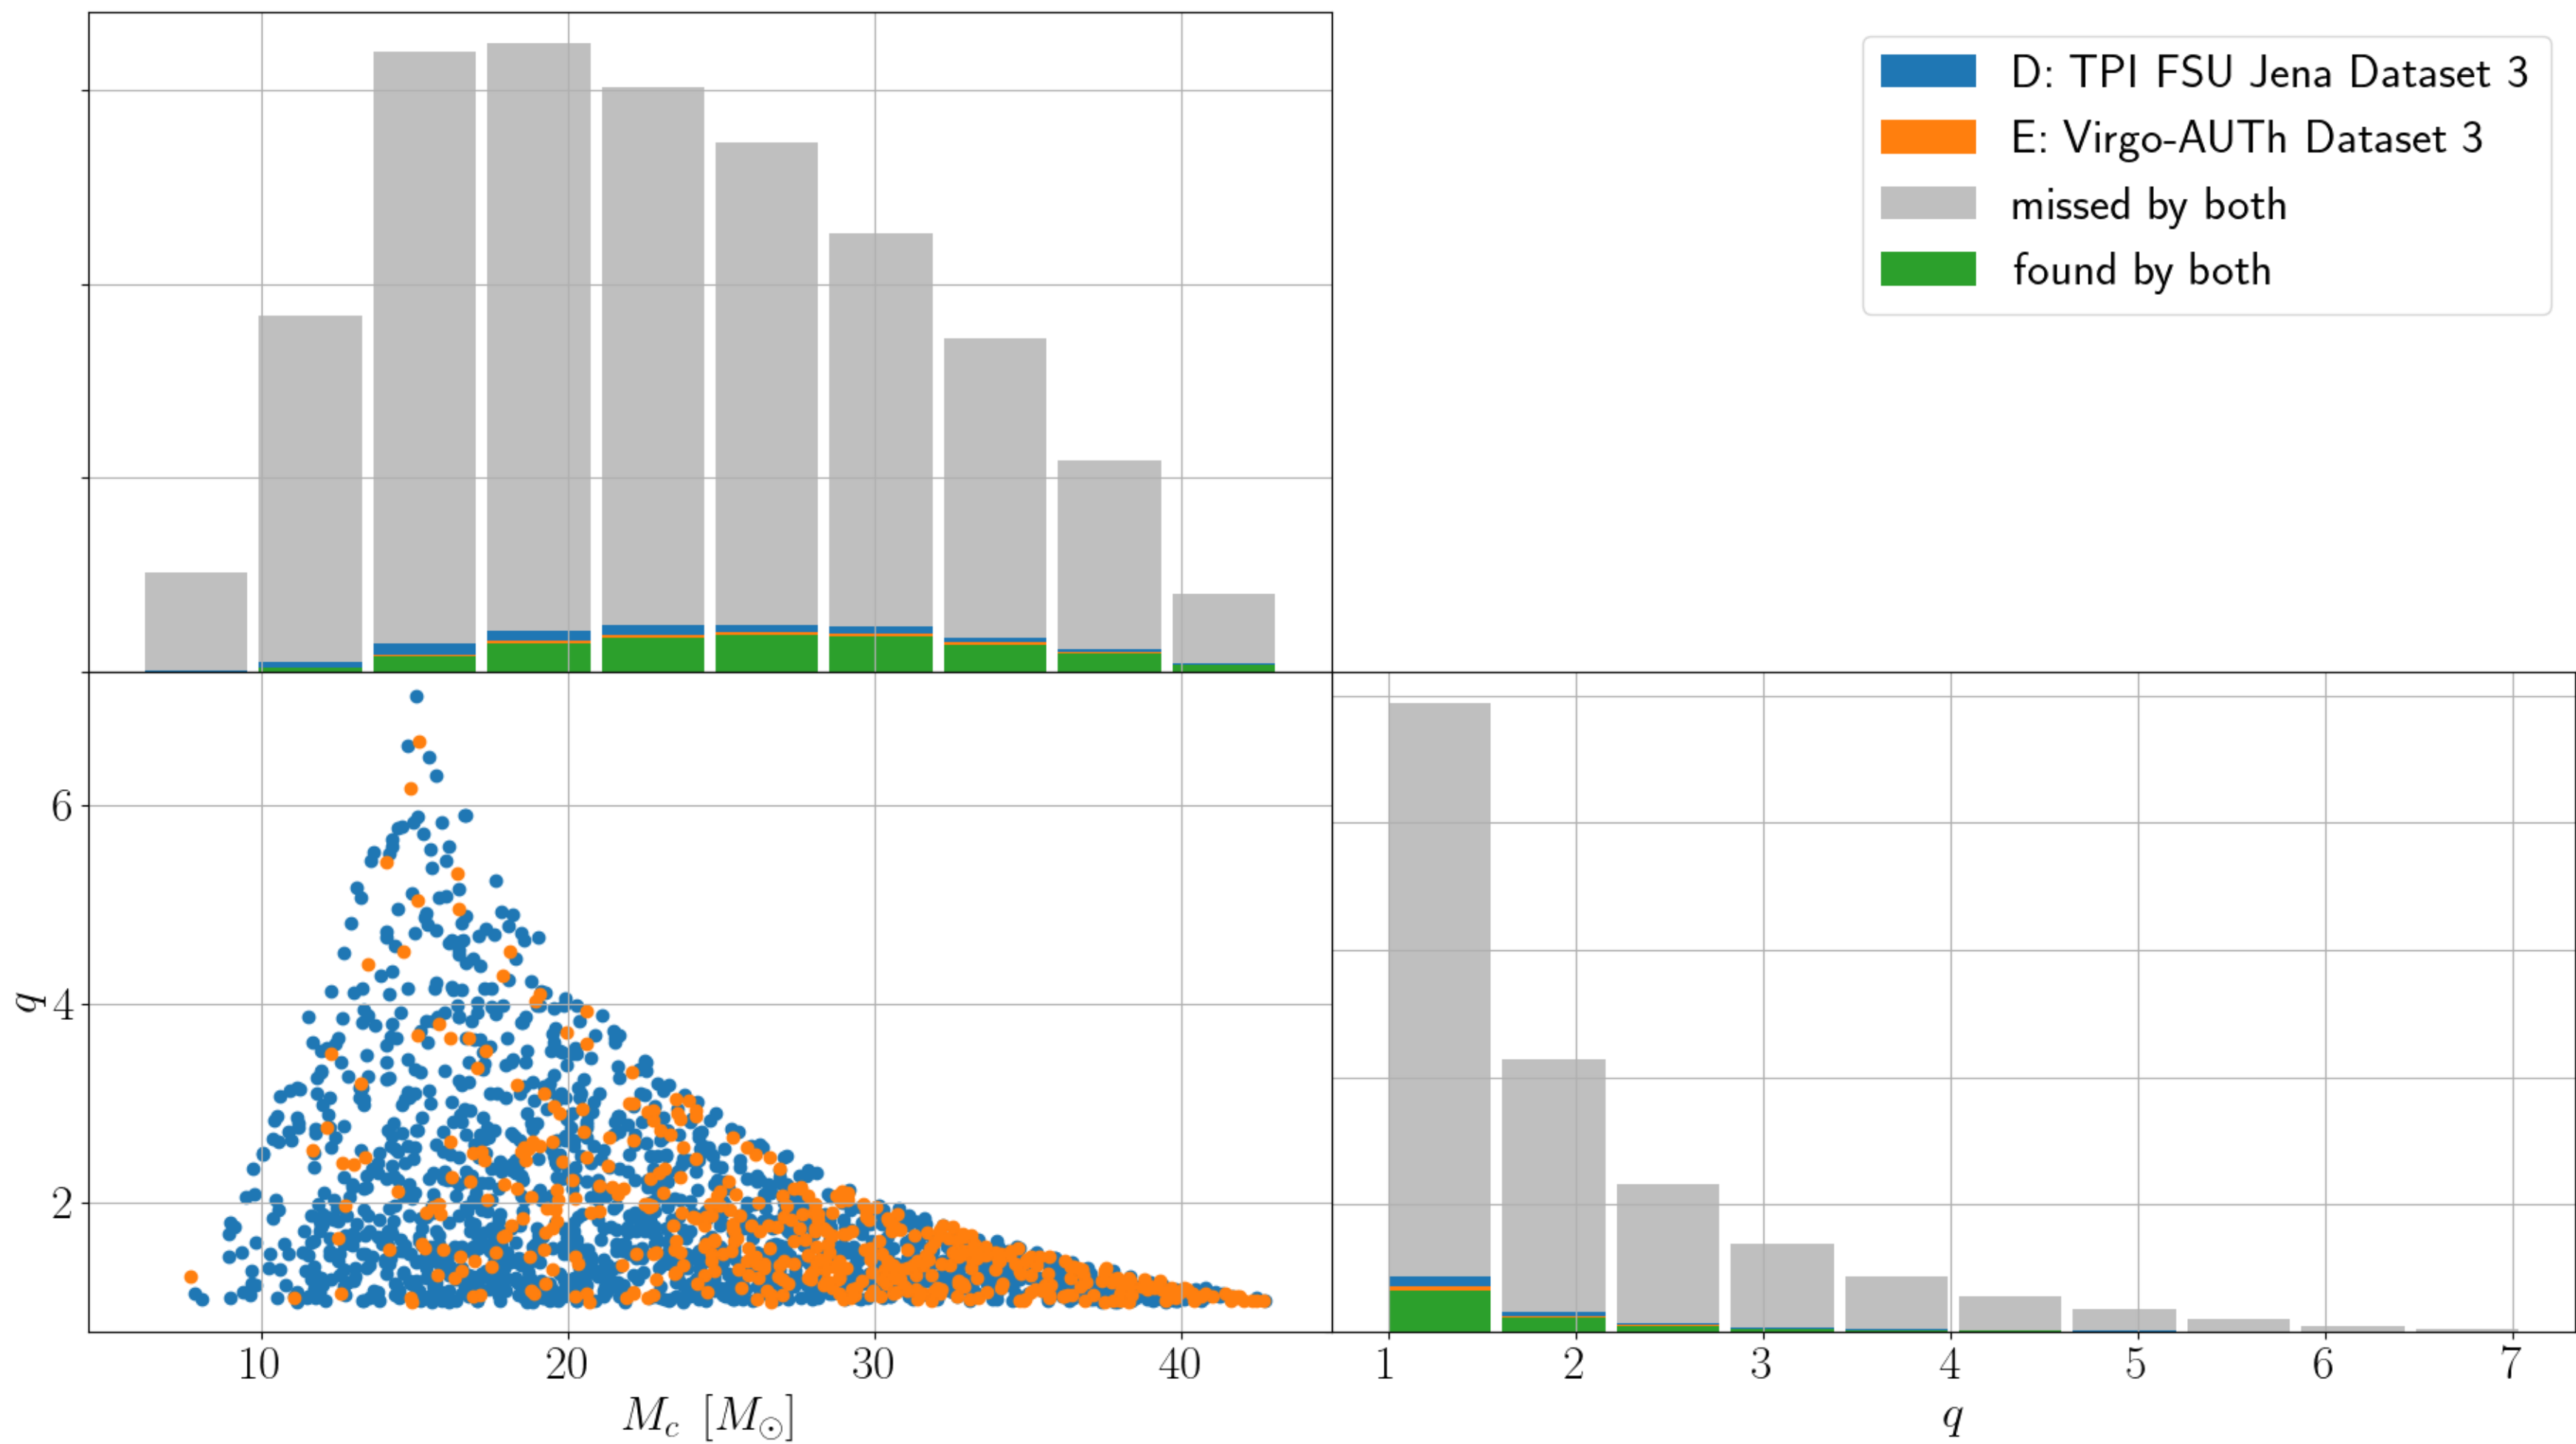 D: TPI FSU Jena Dataset 3
E: Virgo-AUTh Dataset 3
missed by both
found by both
6
4
2
q
10 20 30 40
M_c [M_⊙]
1 2 3 4 5 6 7
q